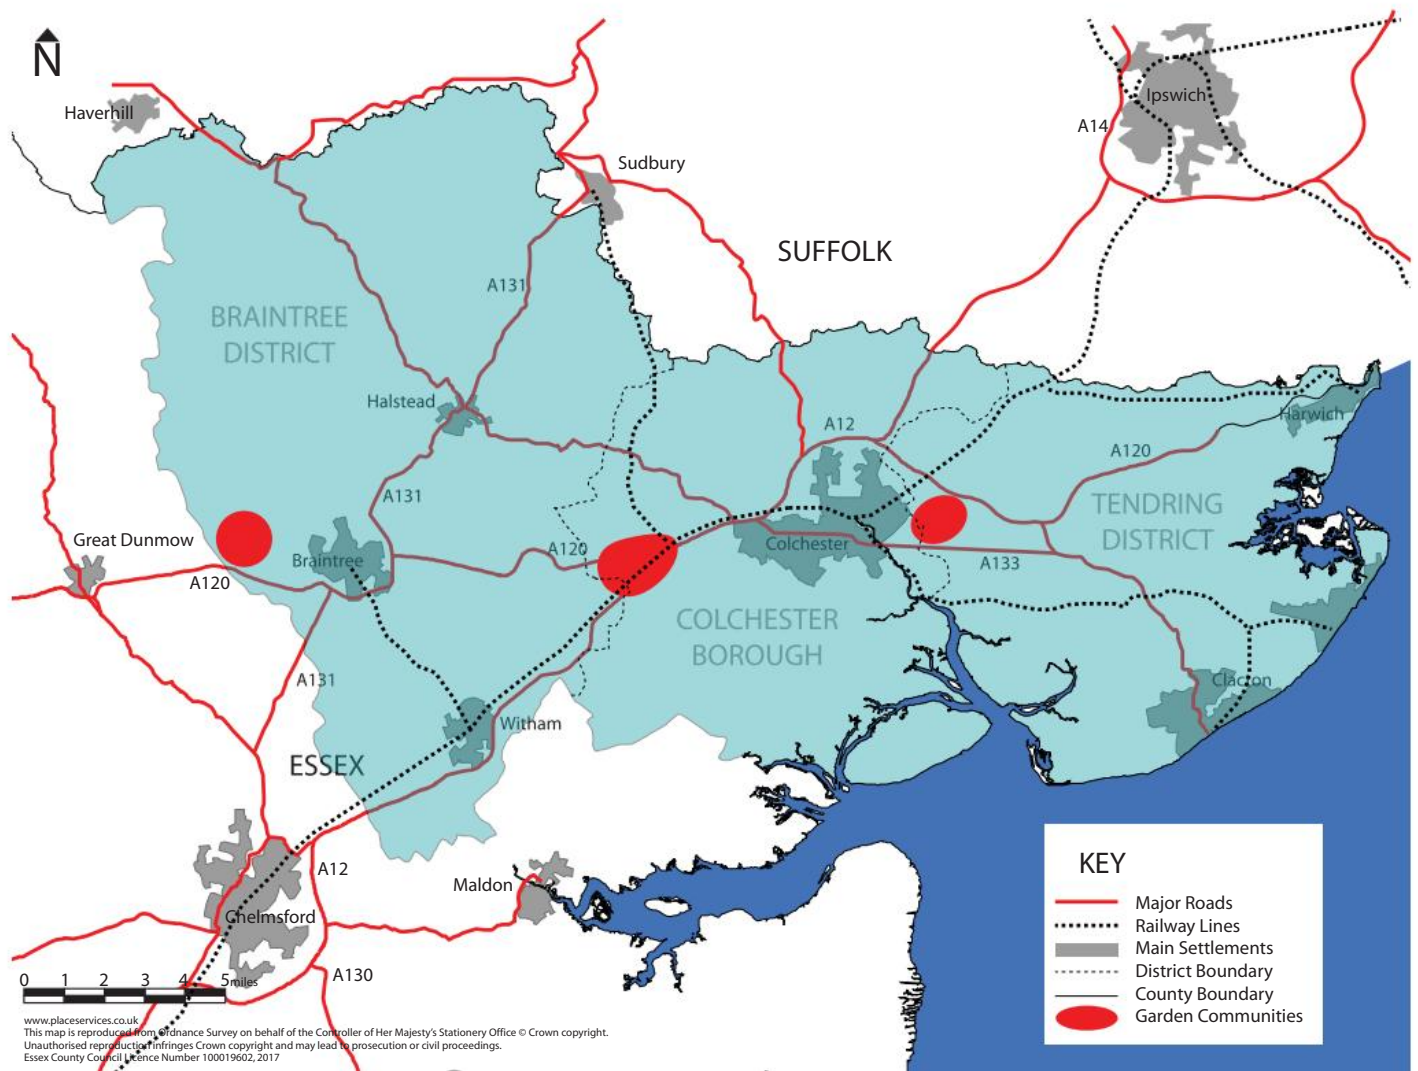 N
Haverhill
Ipswich
A14
Sudbury
SUFFOLK
A131
BRAINTREE
DISTRICT
Halstead
A12
Harwich
A120
A131
TENDRING
DISTRICT
Great Dunmow
Braintree
A120
Colchester
A133
A120
COLCHESTER
BOROUGH
A131
Clacton
Witham
ESSEX
A12
Maldon
Chelmsford
A130
KEY
Major Roads
Railway Lines
Main Settlements
District Boundary
County Boundary
Garden Communities
0 1 2 3 4 5miles
www.placeservices.co.uk
This map is reproduced from Ordnance Survey on behalf of the Controller of Her Majesty's Stationery Office © Crown copyright.
Unauthorised reproduction infringes Crown copyright and may lead to prosecution or civil proceedings.
Essex County Council Licence Number 100019602, 2017